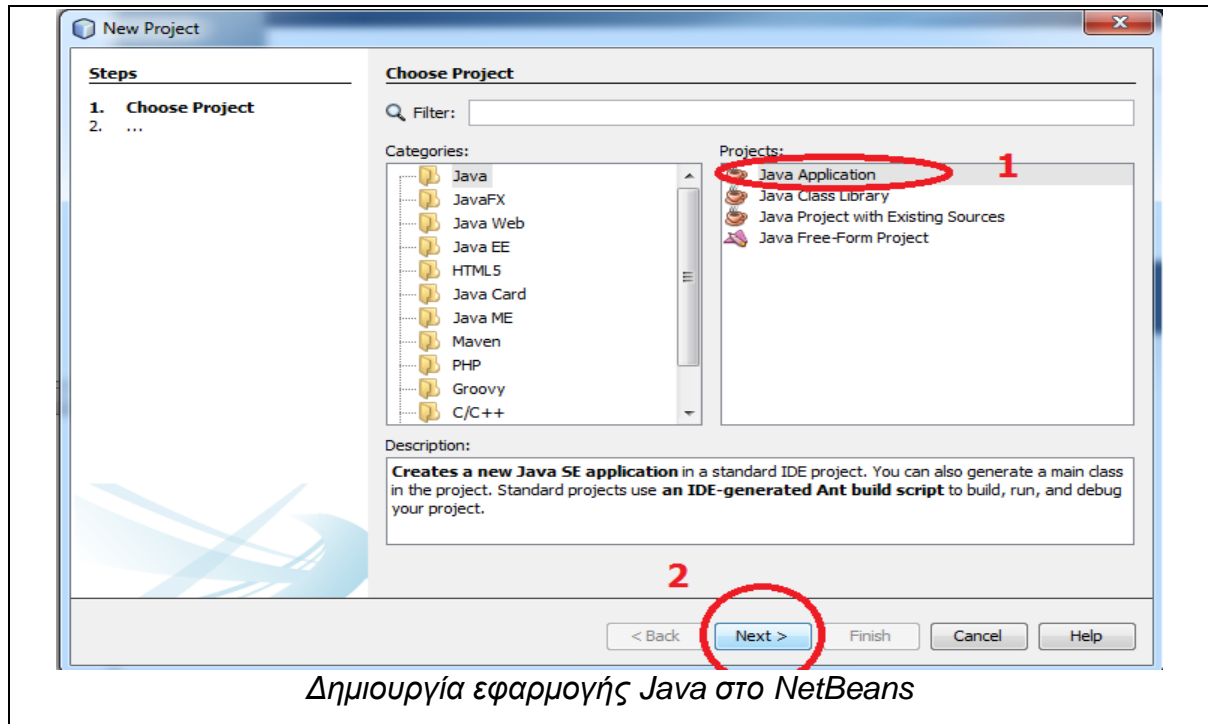 New Project
X
Steps
1. Choose Project
2. ...
Choose Project
Filter:
Categories:
Java
JavaFX
Java Web
Java EE
HTML5
Java Card
Java ME
Maven
PHP
Groovy
C/C++
Projects:
Java Application
Java Class Library
Java Project with Existing Sources
Java Free-Form Project
1
Description:
Creates a new Java SE application in a standard IDE project. You can also generate a main class
in the project. Standard projects use an IDE-generated Ant build script to build, run, and debug
your project.
2
< Back Next > Finish Cancel Help
Δημιουργία εφαρμογής Java στο NetBeans